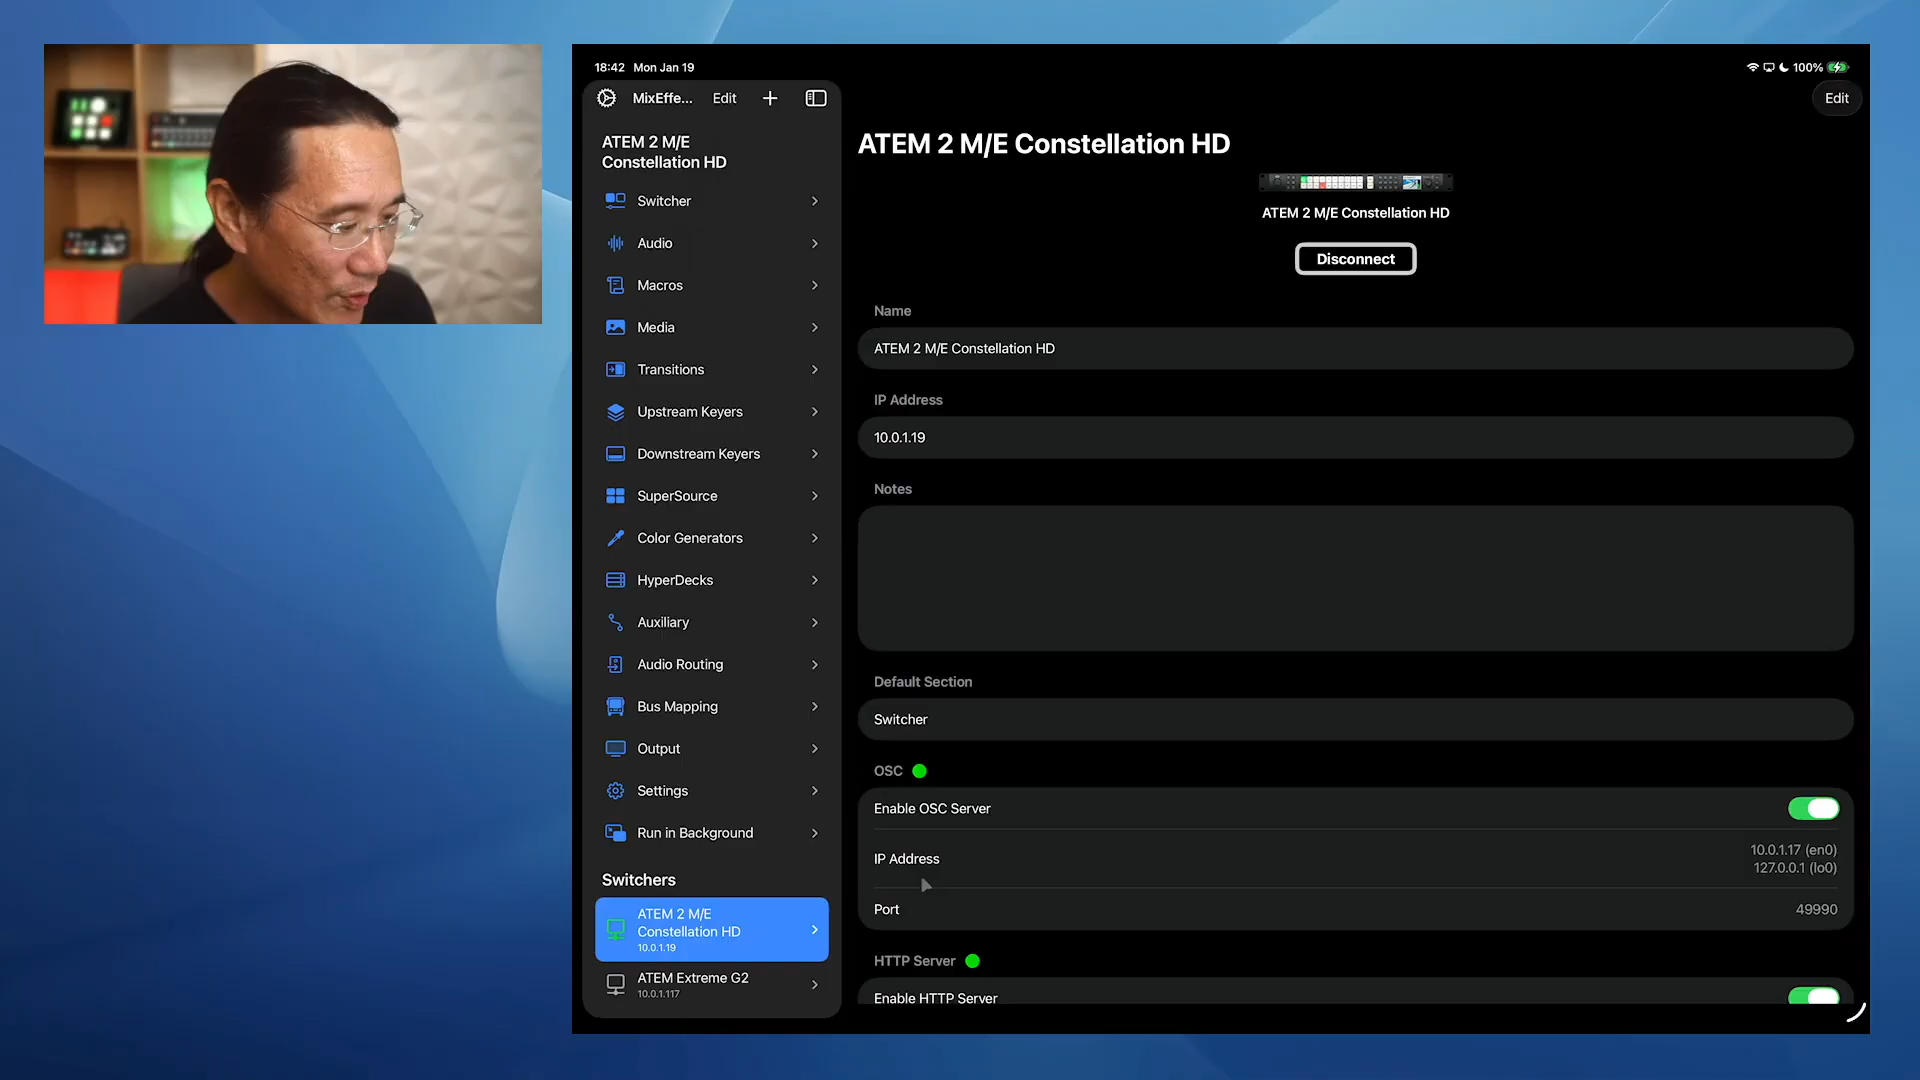 18:42 Mon Jan 19
100%
MixEffe...
Edit
Edit
ATEM 2 M/E
Constellation HD
Switcher
Audio
Macros
Media
Transitions
Upstream Keyers
Downstream Keyers
SuperSource
Color Generators
HyperDecks
Auxiliary
Audio Routing
Bus Mapping
Output
Settings
Run in Background
Switchers
ATEM 2 M/E
Constellation HD
10.0.1.19
ATEM Extreme G2
10.0.1.117
ATEM 2 M/E Constellation HD
ATEM 2 M/E Constellation HD
Disconnect
Name
ATEM 2 M/E Constellation HD
IP Address
10.0.1.19
Notes
Default Section
Switcher
OSC
Enable OSC Server
IP Address
10.0.1.17 (en0)
127.0.0.1 (lo0)
Port
49990
HTTP Server
Enable HTTP Server